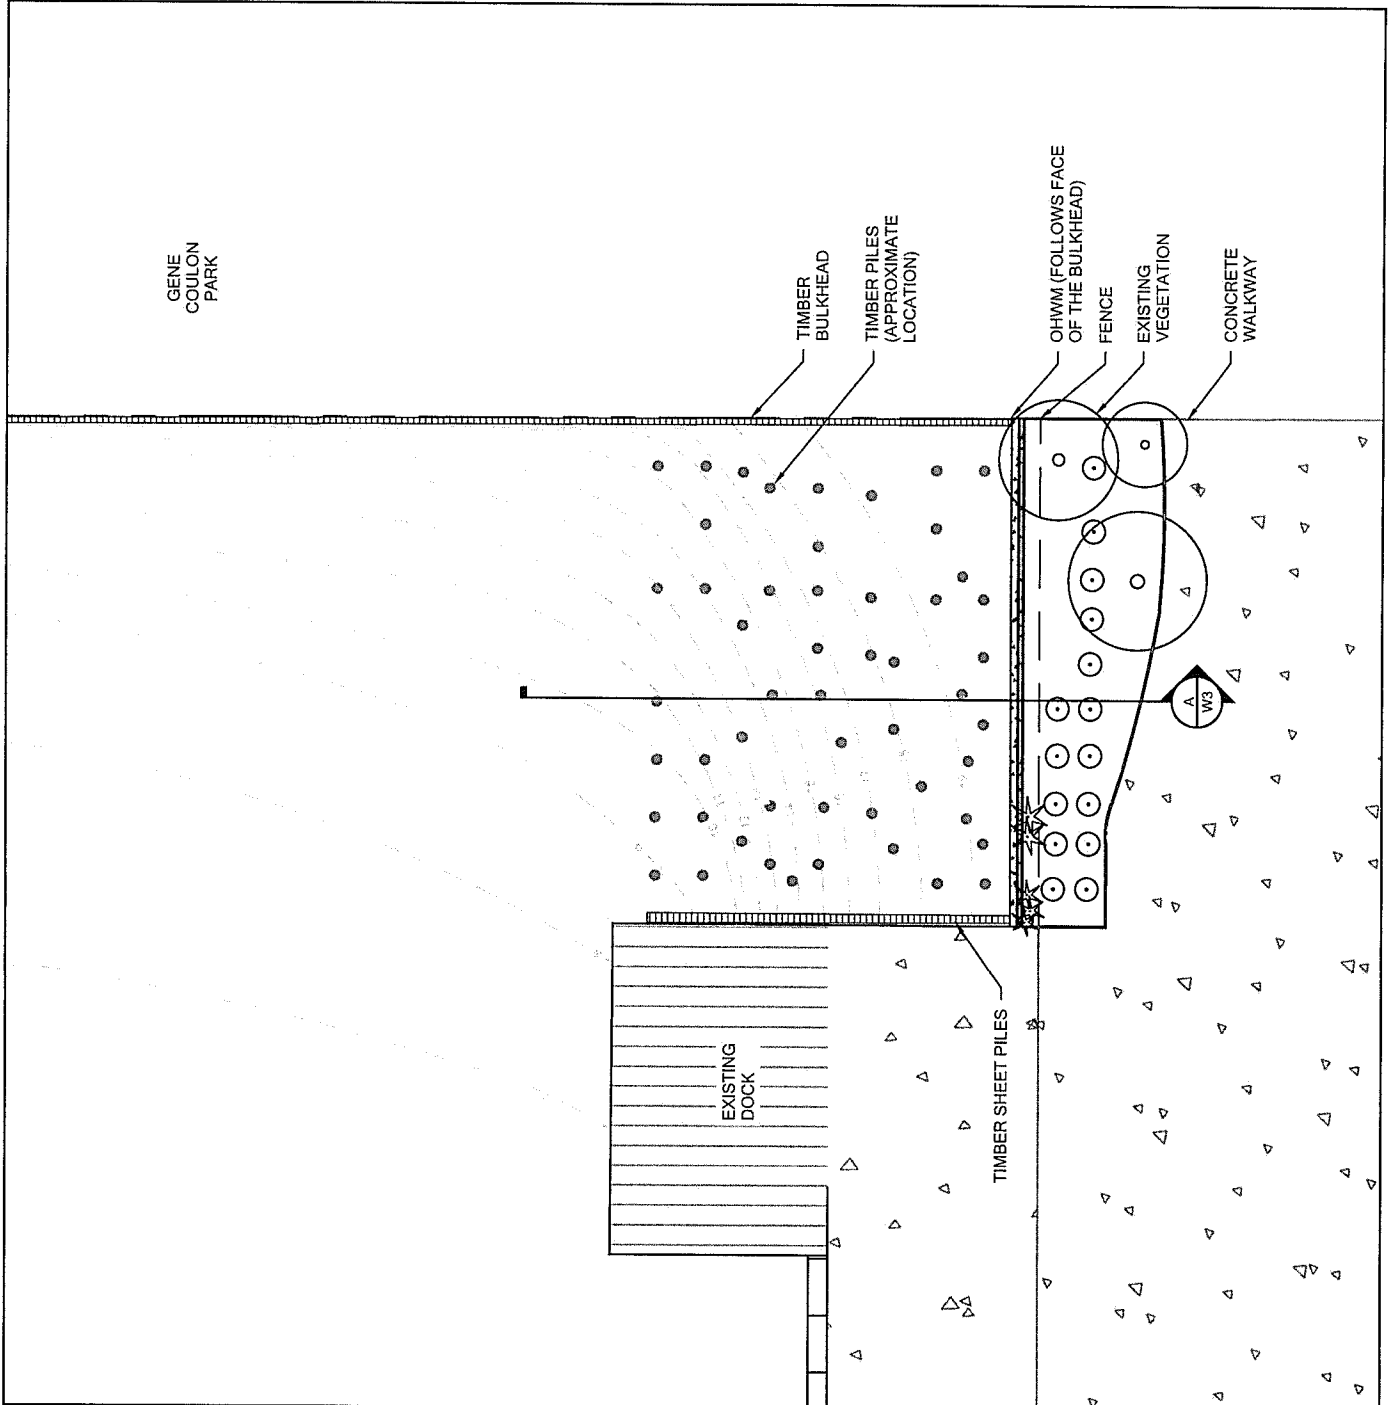 GENE
COULON
PARK
TIMBER
BULKHEAD
TIMBER PILES
(APPROXIMATE
LOCATION)
OHWM (FOLLOWS FACE
OF THE BULKHEAD)
FENCE
EXISTING
VEGETATION
CONCRETE
WALKWAY
A
W3
EXISTING
DOCK
TIMBER SHEET PILES